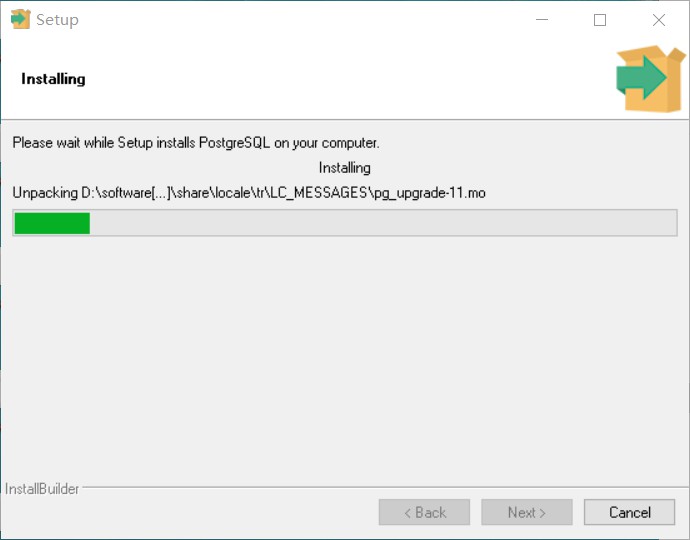 Setup
Installing
Please wait while Setup installs PostgreSQL on your computer.
Installing
Unpacking D:\software[...]\share\locale\tr\LC_MESSAGES\pg_upgrade-11.mo
InstallBuilder
< Back
Next >
Cancel